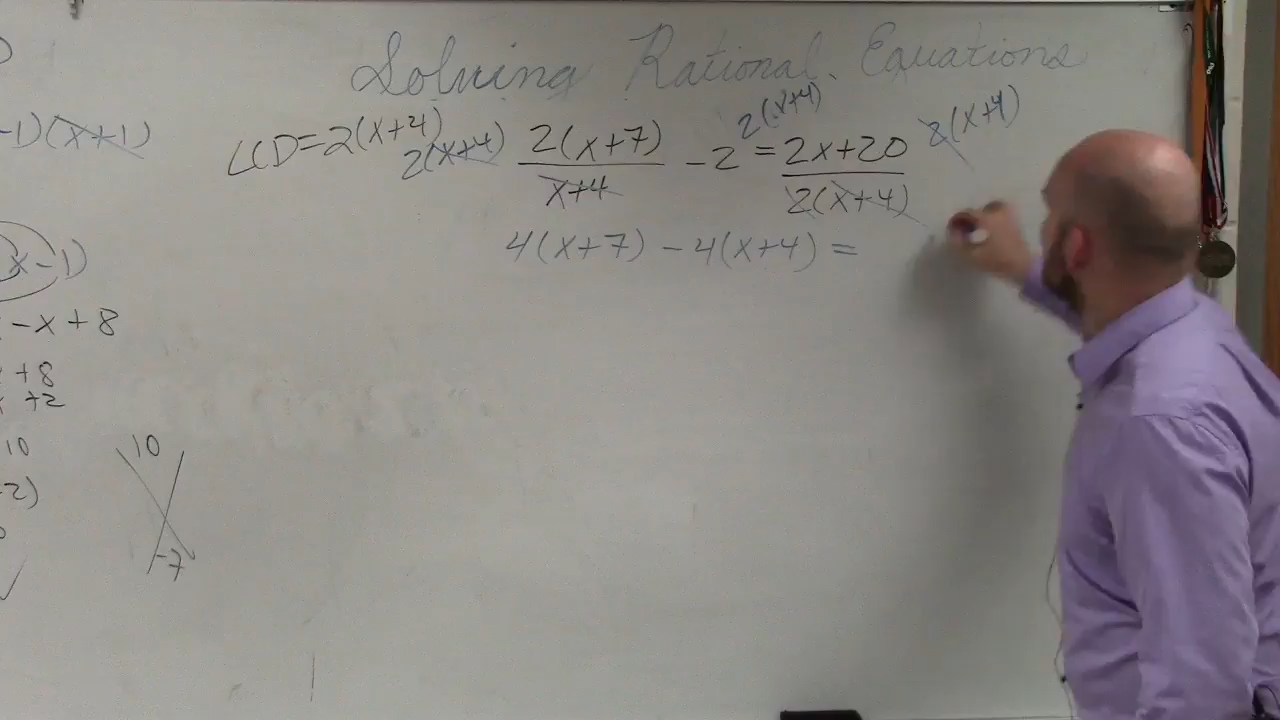 Solving Rational Equations
-1)(x+1)
LCD=2(x+4)
2(x+4) 2(x+7)/x+4 -2 2(x+4) = 2x+20/2(x+4) 2(x+4)
4(x+7) -4(x+4) =
x-1)
-x+8
+8
x +2
10
-2)
10
-7